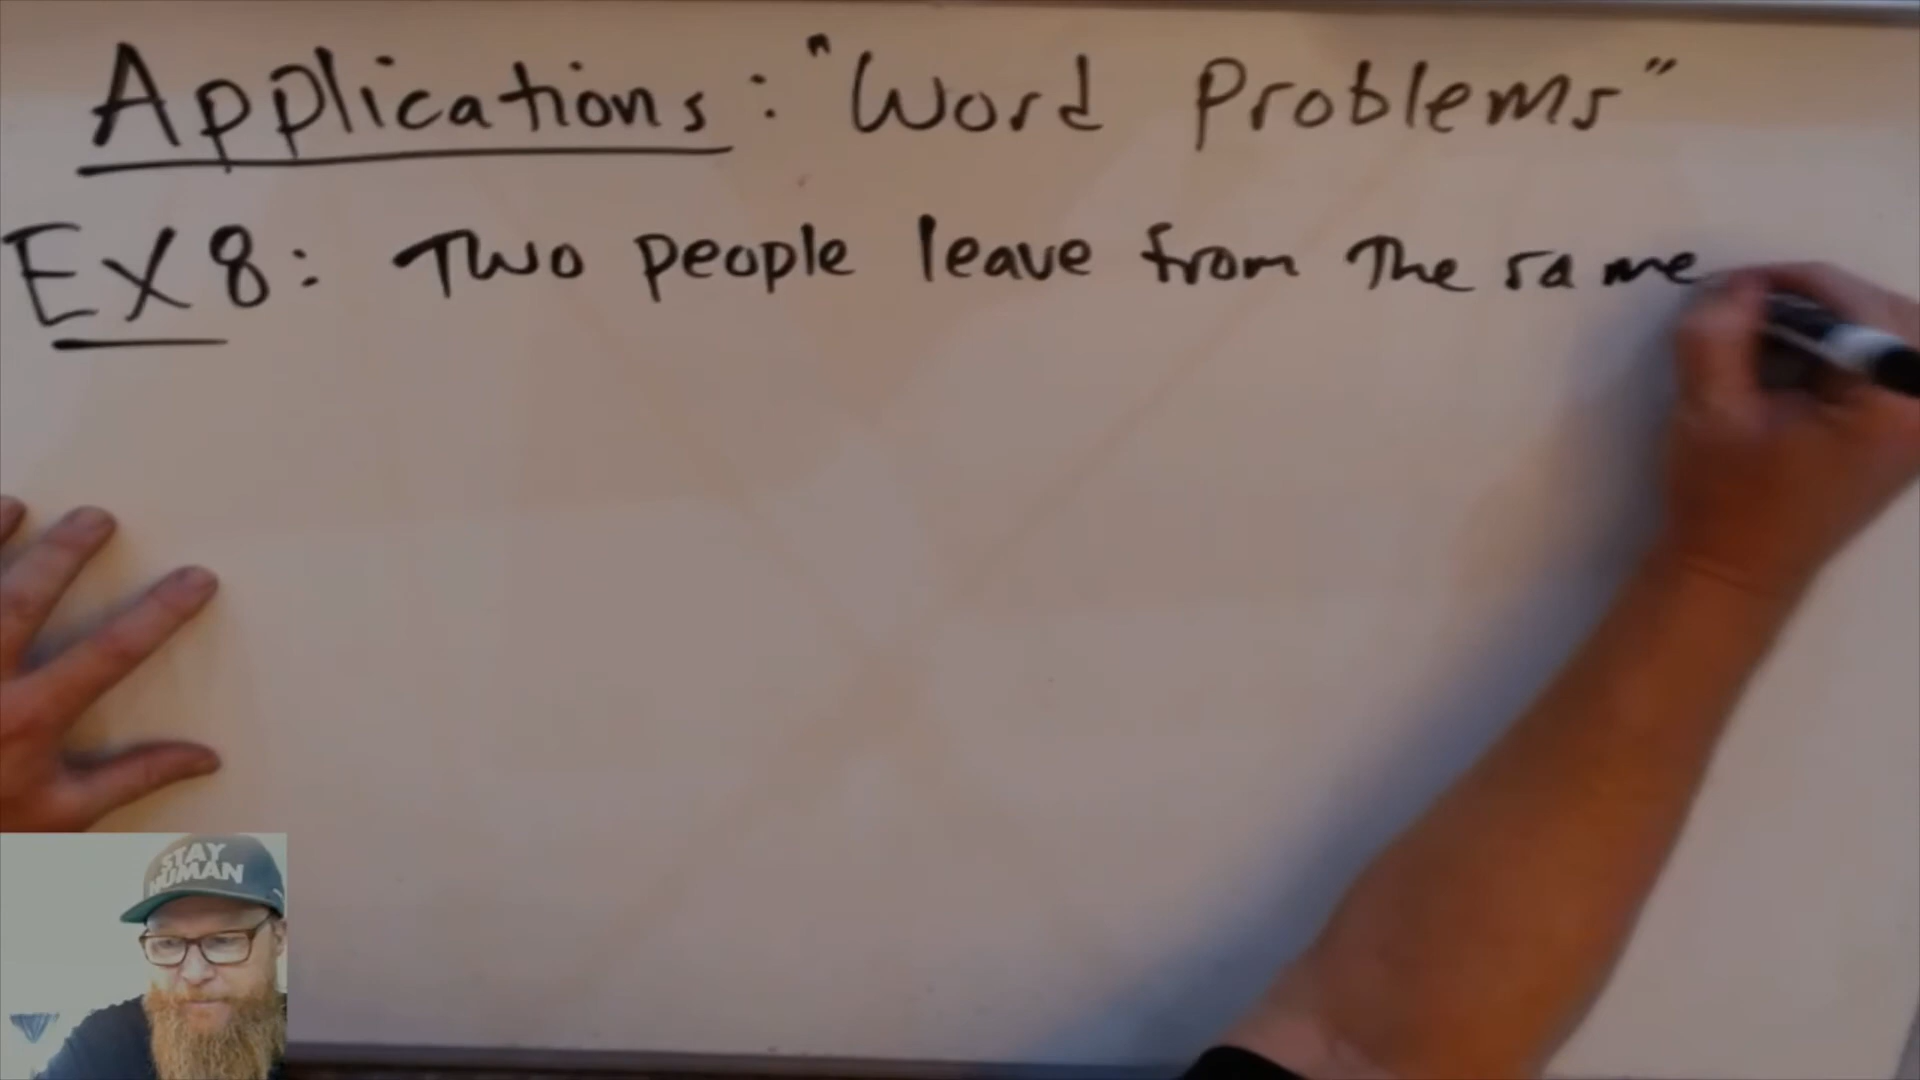 Applications: "Word Problems"
EX 8: Two people leave from the same
STAY
HUMAN